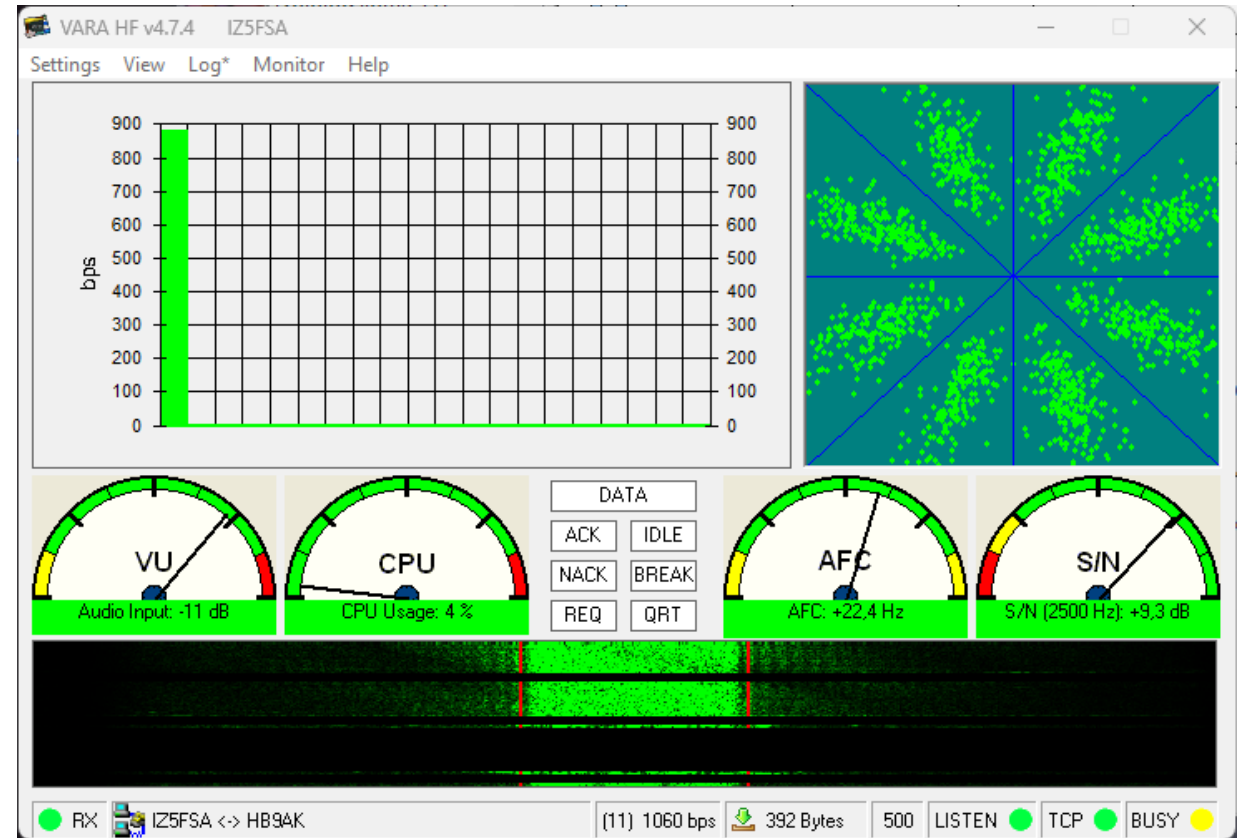 VARA HF v4.7.4 IZ5FSA
Settings View Log* Monitor Help
900 900
800 800
700 700
600 600
500 500
400 400
300 300
200 200
100 100
0 0
bps
VU
Audio Input: -11 dB
CPU
CPU Usage: 4 %
DATA
ACK IDLE
NACK BREAK
REQ QRT
AFC
AFC: +22,4 Hz
S/N
S/N (2500 Hz): +9,3 dB
RX IZ5FSA <-> HB9AK (11) 1060 bps 392 Bytes 500 LISTEN TCP BUSY